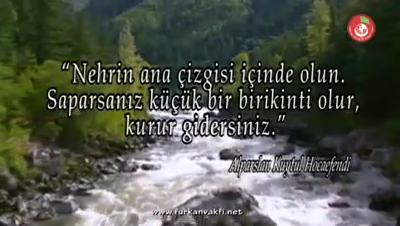 “Nehrin ana çizgisi içinde olun.
Saparsanız küçük bir birikinti olur,
kurur gidersiniz.”
Alparslan Kuytul Hocaefendi
www.furkanvakfi.net